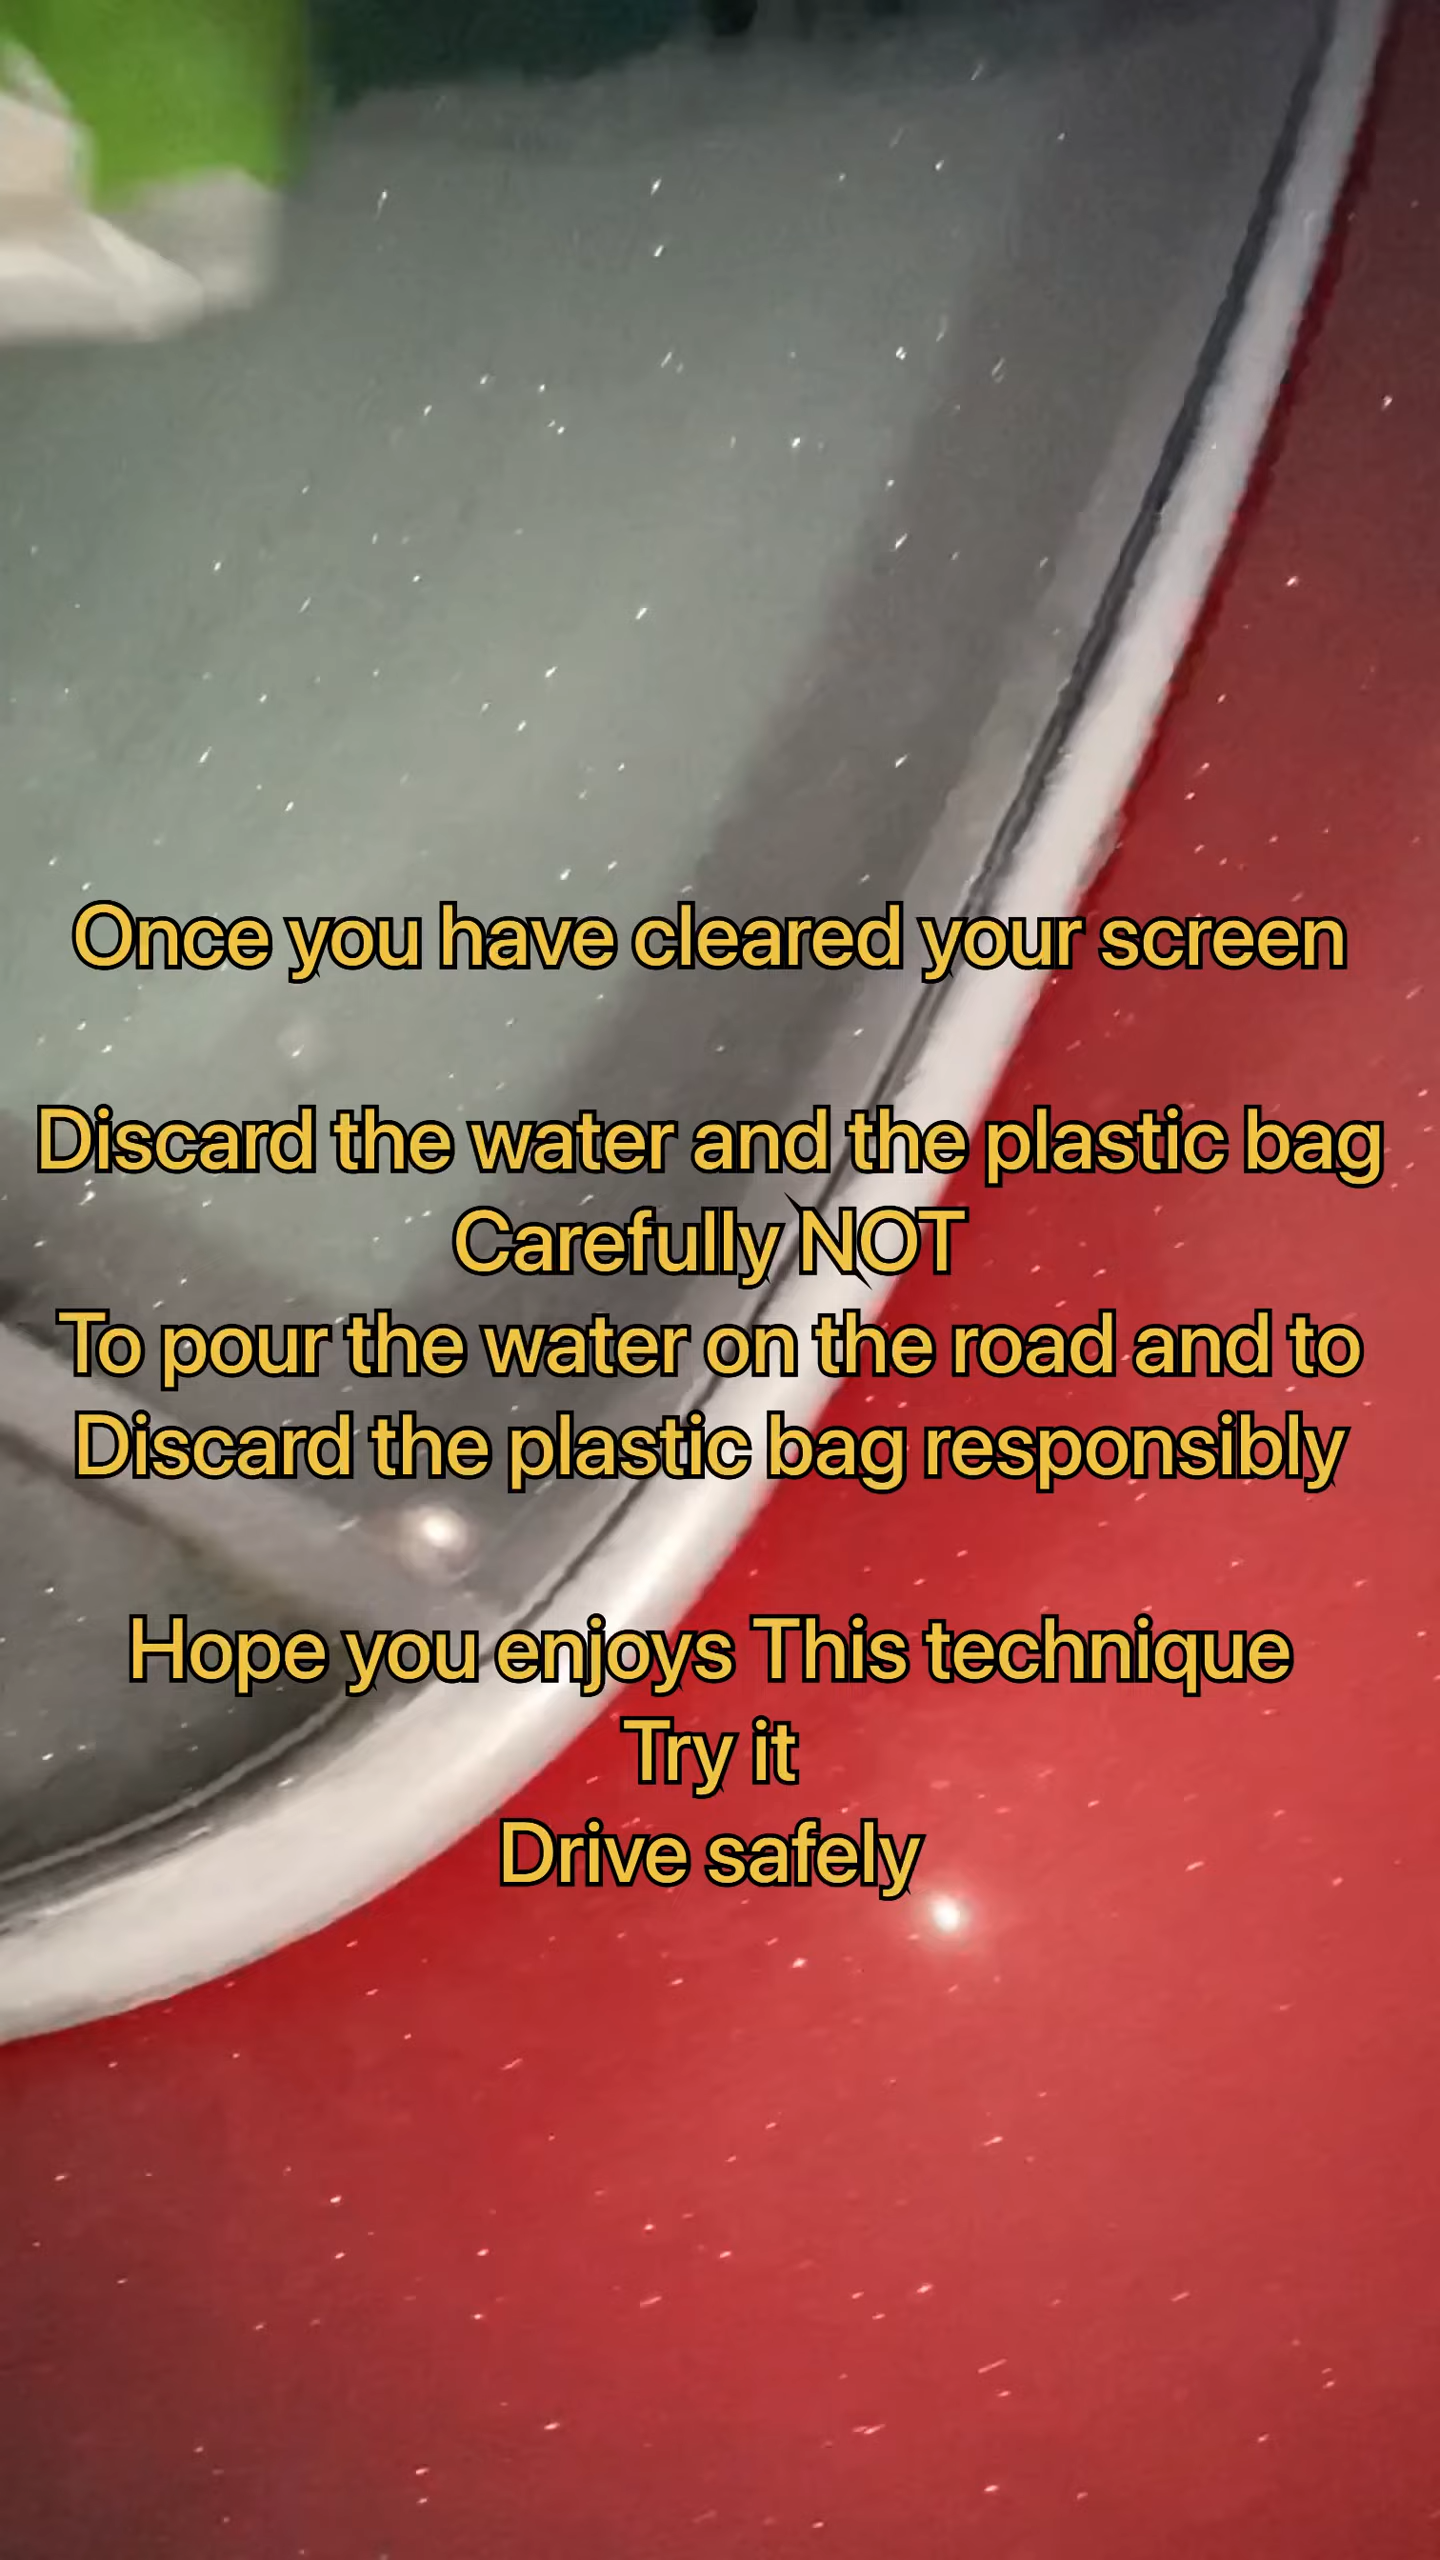 Once you have cleared your screen
Discard the water and the plastic bag
Carefully NOT
To pour the water on the road and to
Discard the plastic bag responsibly
Hope you enjoys This technique
Try it
Drive safely